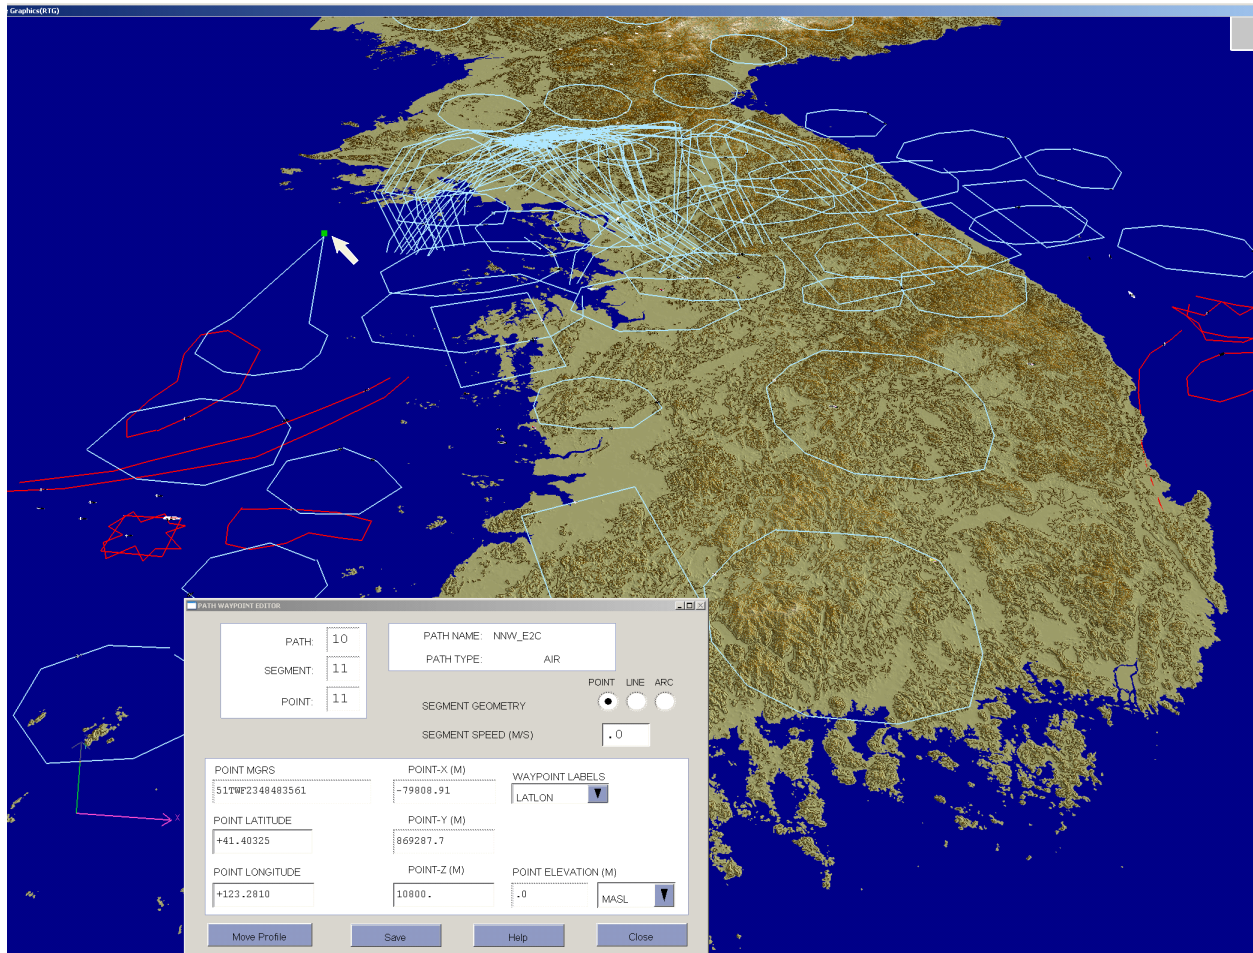 Graphics(RTG)
PATH WAYPOINT EDITOR
PATH: 10
SEGMENT: 11
POINT: 11
PATH NAME: NNW_E2C
PATH TYPE: AIR
POINT LINE ARC
SEGMENT GEOMETRY
SEGMENT SPEED (M/S) .0
POINT MGRS
51TWF2348483561
POINT LATITUDE
+41.40325
POINT LONGITUDE
+123.2810
POINT-X (M)
-79808.91
POINT-Y (M)
869287.7
POINT-Z (M)
10800.
WAYPOINT LABELS
LATLON
POINT ELEVATION (M)
.0 MASL
Move Profile Save Help Close
X